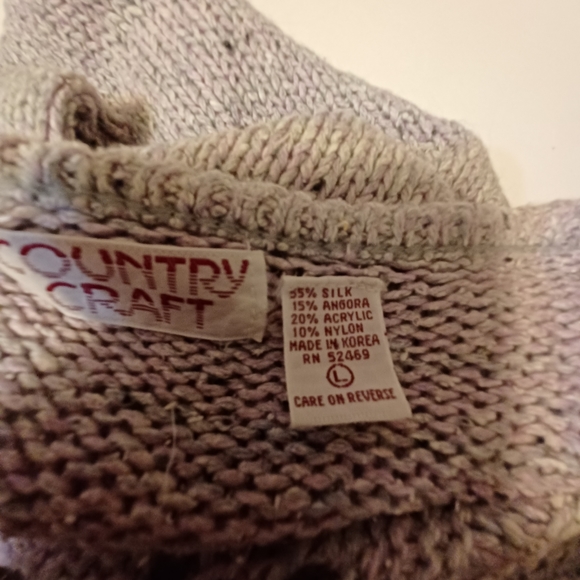 COUNTRY
CRAFT
55% SILK
15% ANGORA
20% ACRYLIC
10% NYLON
MADE IN KOREA
RN 52469
L
CARE ON REVERSE